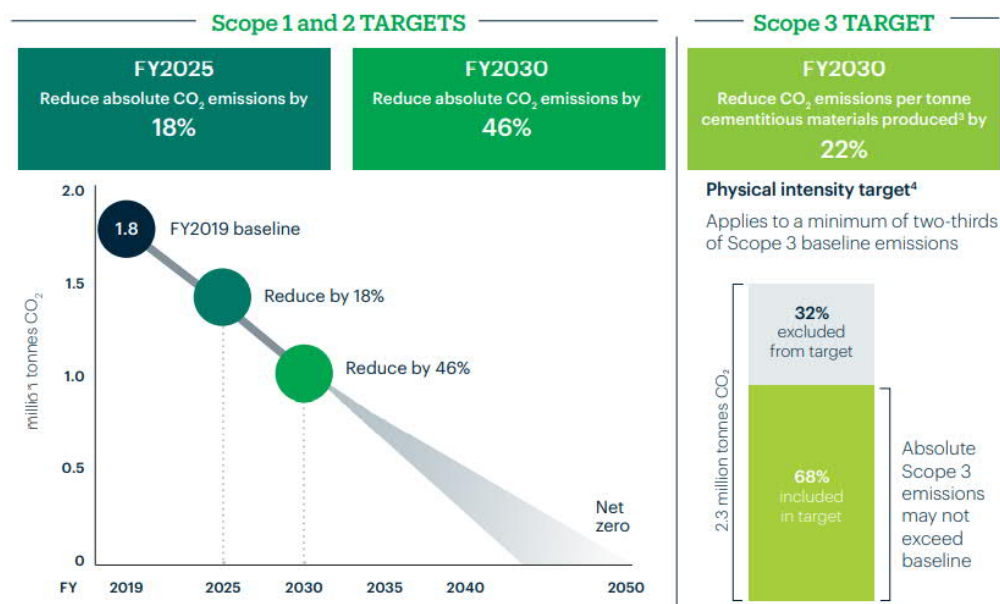 Scope 1 and 2 TARGETS
FY2025
Reduce absolute CO₂ emissions by
18%
FY2030
Reduce absolute CO₂ emissions by
46%
2.0
1.5
1.0
0.5
0
million tonnes CO₂
1.8
FY2019 baseline
Reduce by 18%
Reduce by 46%
Net
zero
FY 2019 2025 2030 2035 2040 2050
Scope 3 TARGET
FY2030
Reduce CO₂ emissions per tonne
cementitious materials produced³ by
22%
Physical intensity target⁴
Applies to a minimum of two-thirds
of Scope 3 baseline emissions
2.3 million tonnes CO₂
32%
excluded
from target
68%
included
in target
Absolute
Scope 3
emissions
may not
exceed
baseline